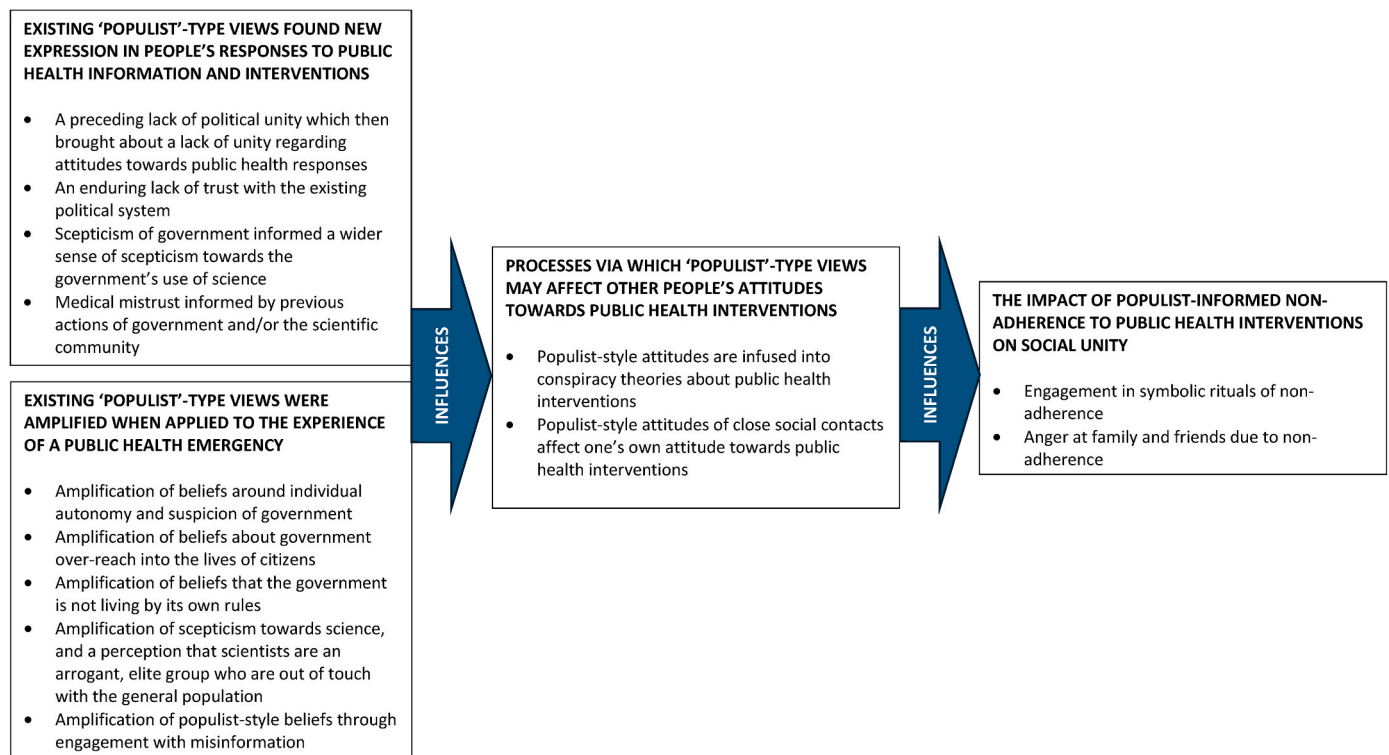 EXISTING ‘POPULIST’-TYPE VIEWS FOUND NEW
EXPRESSION IN PEOPLE’S RESPONSES TO PUBLIC
HEALTH INFORMATION AND INTERVENTIONS
• A preceding lack of political unity which then
brought about a lack of unity regarding
attitudes towards public health responses
• An enduring lack of trust with the existing
political system
• Scepticism of government informed a wider
sense of scepticism towards the
government’s use of science
• Medical mistrust informed by previous
actions of government and/or the scientific
community
EXISTING ‘POPULIST’-TYPE VIEWS WERE
AMPLIFIED WHEN APPLIED TO THE EXPERIENCE
OF A PUBLIC HEALTH EMERGENCY
• Amplification of beliefs around individual
autonomy and suspicion of government
• Amplification of beliefs about government
over-reach into the lives of citizens
• Amplification of beliefs that the government
is not living by its own rules
• Amplification of scepticism towards science,
and a perception that scientists are an
arrogant, elite group who are out of touch
with the general population
• Amplification of populist-style beliefs through
engagement with misinformation
INFLUENCES
PROCESSES VIA WHICH ‘POPULIST’-TYPE VIEWS
MAY AFFECT OTHER PEOPLE’S ATTITUDES
TOWARDS PUBLIC HEALTH INTERVENTIONS
• Populist-style attitudes are infused into
conspiracy theories about public health
interventions
• Populist-style attitudes of close social contacts
affect one’s own attitude towards public
health interventions
INFLUENCES
THE IMPACT OF POPULIST-INFORMED NON-
ADHERENCE TO PUBLIC HEALTH INTERVENTIONS
ON SOCIAL UNITY
• Engagement in symbolic rituals of non-
adherence
• Anger at family and friends due to non-
adherence